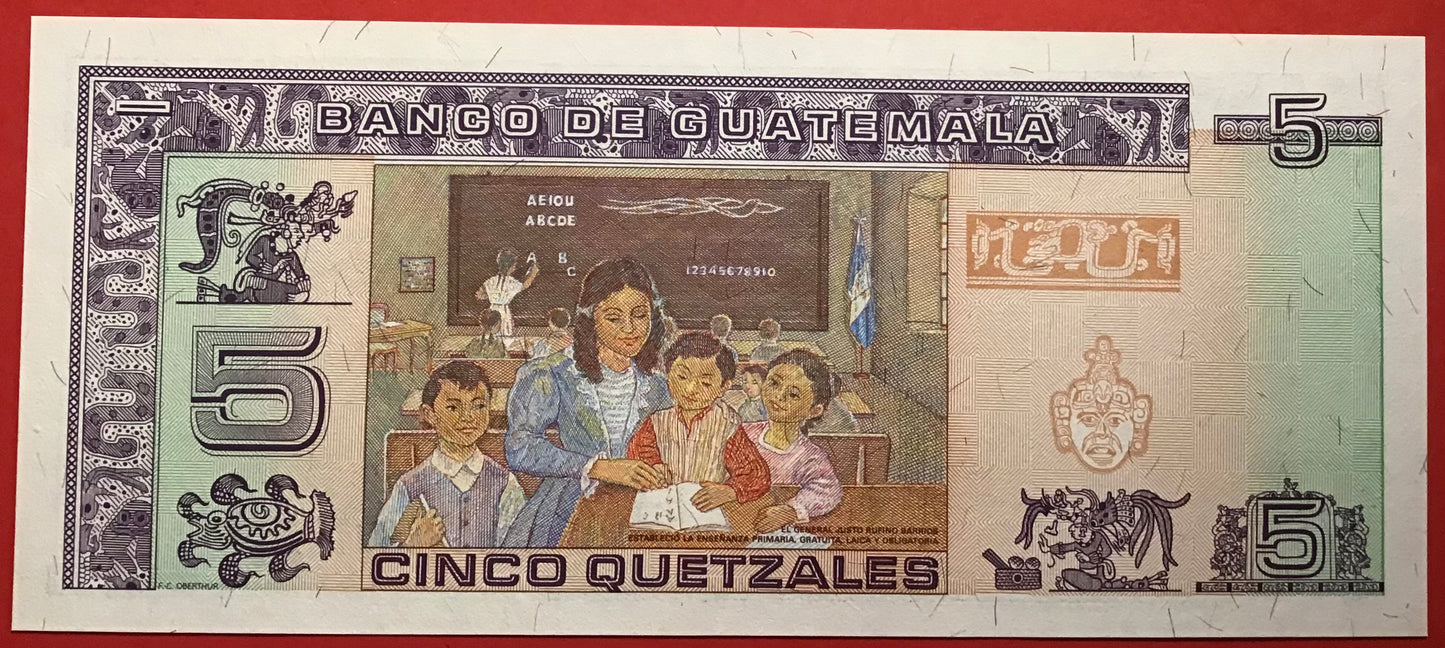 BANCO DE GUATEMALA
5
AEIOU
ABCDE
A B
C
12345678910
5
EL GENERAL JUSTO RUFINO BARRIOS
ESTABLECIO LA ENSEÑANZA PRIMARIA, GRATUITA, LAICA Y OBLIGATORIA
5
F.-C. OBERTHUR
CINCO QUETZALES